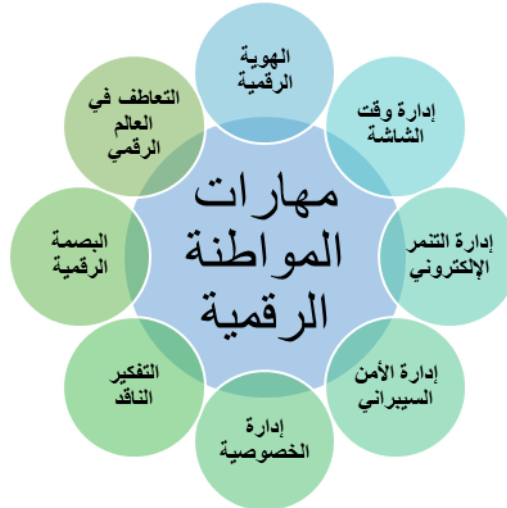 مهارات
المواطنة
الرقمية
الهوية
الرقمية
إدارة وقت
الشاشة
إدارة التنمر
الإلكتروني
إدارة الأمن
السيبراني
إدارة
الخصوصية
التفكير
الناقد
البصمة
الرقمية
التعاطف في
العالم
الرقمي